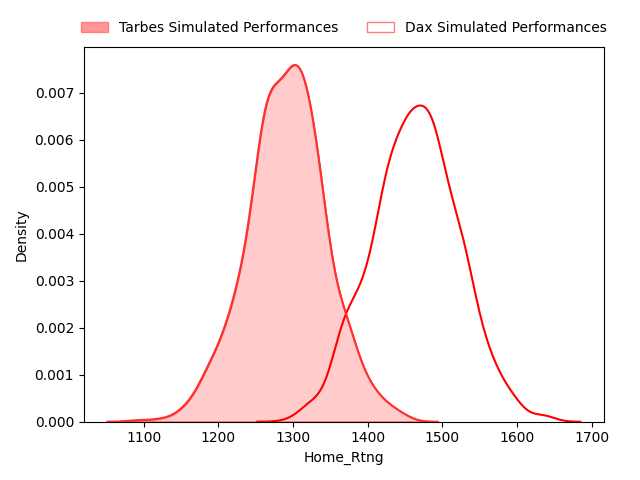 Tarbes Simulated Performances Dax Simulated Performances
0.007
0.006
0.005
0.004
0.003
0.002
0.001
0.000
Density
1100 1200 1300 1400 1500 1600 1700
Home_Rtng